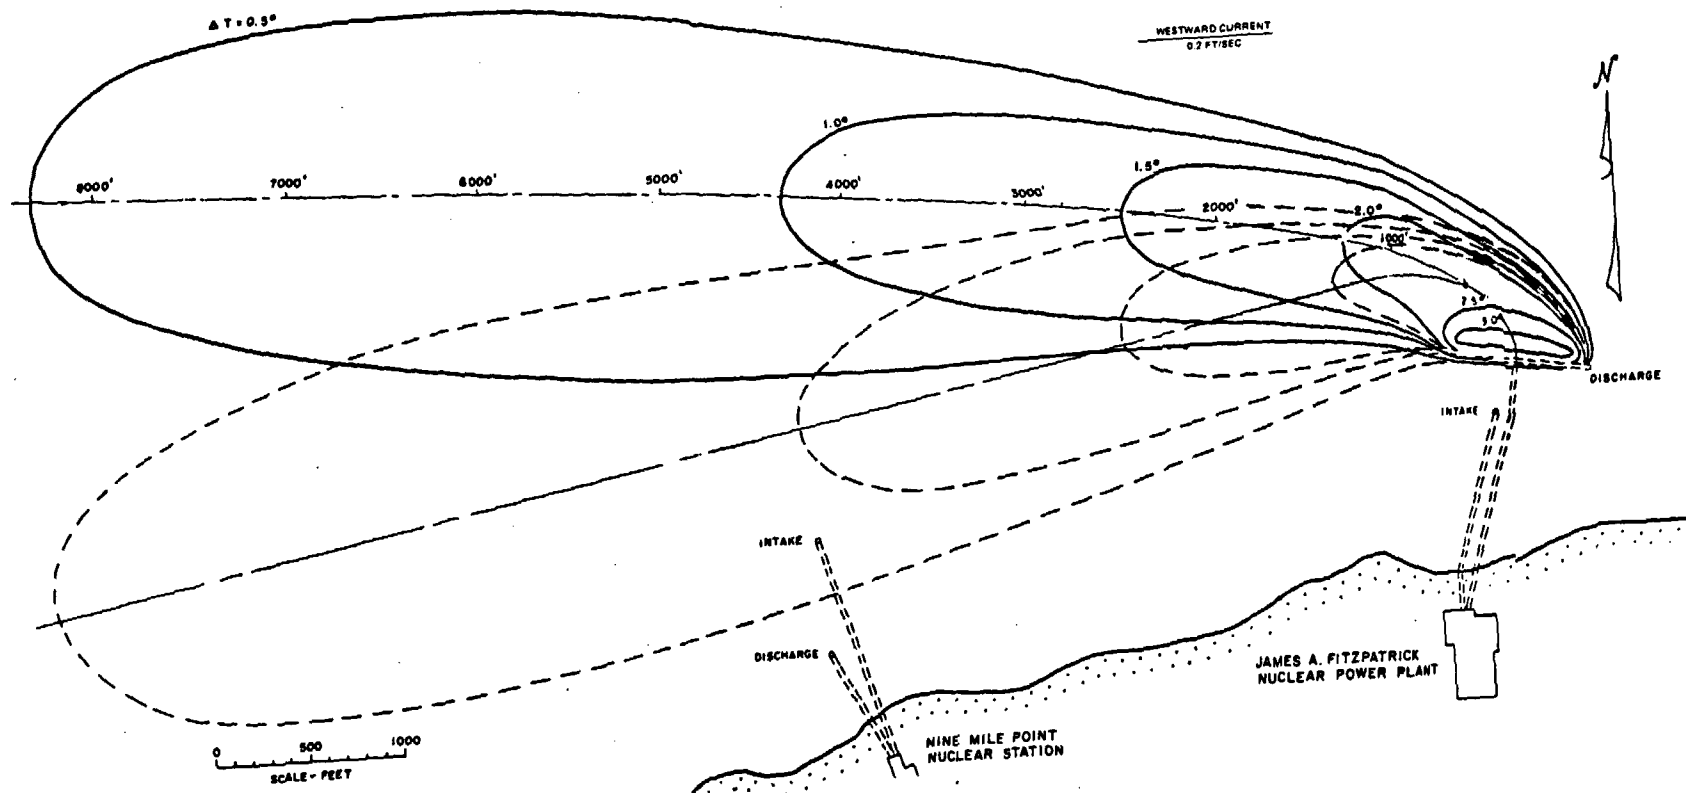 Δ T = 0.5°
WESTWARD CURRENT
0.2 FT/SEC
N
1.0°
1.5°
8000'
7000'
6000'
5000'
4000'
3000'
2000'
2.0°
1000'
2.5°
3.0°
DISCHARGE
INTAKE
INTAKE
DISCHARGE
JAMES A. FITZPATRICK
NUCLEAR POWER PLANT
NINE MILE POINT
NUCLEAR STATION
0 500 1000
SCALE - FEET